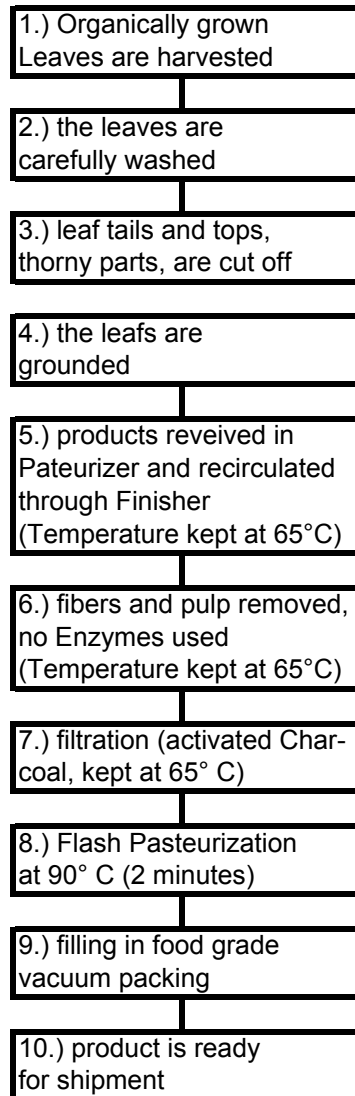 1.) Organically grown
Leaves are harvested
2.) the leaves are
carefully washed
3.) leaf tails and tops,
thorny parts, are cut off
4.) the leafs are
grounded
5.) products reveived in
Pateurizer and recirculated
through Finisher
(Temperature kept at 65°C)
6.) fibers and pulp removed,
no Enzymes used
(Temperature kept at 65°C)
7.) filtration (activated Char-
coal, kept at 65° C)
8.) Flash Pasteurization
at 90° C (2 minutes)
9.) filling in food grade
vacuum packing
10.) product is ready
for shipment